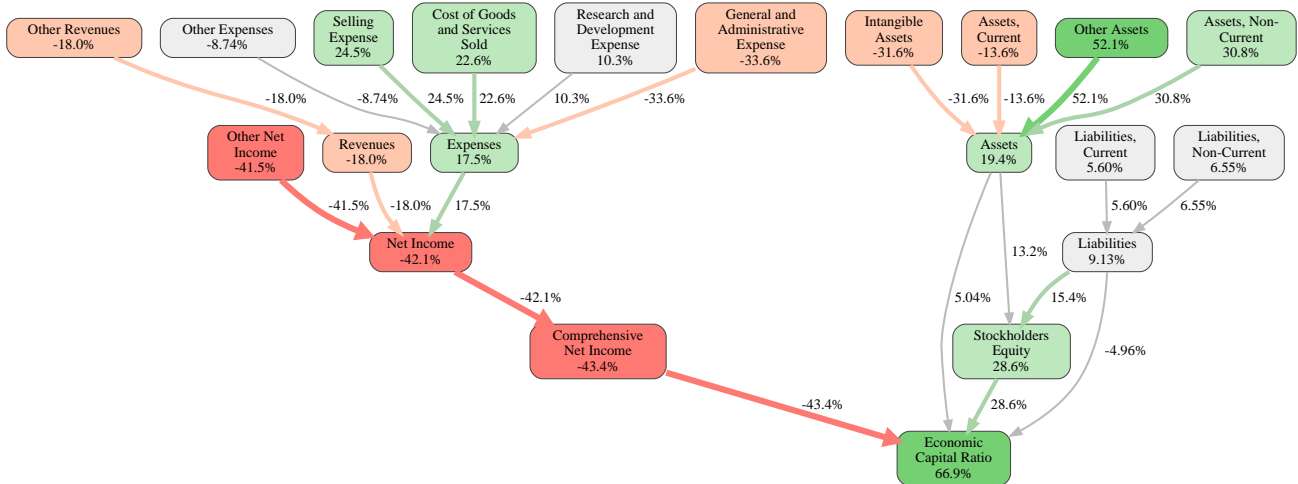 Other Revenues
-18.0%
Other Expenses
-8.74%
Selling
Expense
24.5%
Cost of Goods
and Services
Sold
22.6%
Research and
Development
Expense
10.3%
General and
Administrative
Expense
-33.6%
Intangible
Assets
-31.6%
Assets,
Current
-13.6%
Other Assets
52.1%
Assets, Non-
Current
30.8%
-18.0%
-8.74%
24.5%
22.6%
10.3%
-33.6%
-31.6%
-13.6%
52.1%
30.8%
Other Net
Income
-41.5%
Revenues
-18.0%
Expenses
17.5%
Assets
19.4%
Liabilities,
Current
5.60%
Liabilities,
Non-Current
6.55%
-41.5%
-18.0%
17.5%
5.60%
6.55%
Net Income
-42.1%
13.2%
Liabilities
9.13%
-42.1%
5.04%
15.4%
Comprehensive
Net Income
-43.4%
Stockholders
Equity
28.6%
-4.96%
-43.4%
28.6%
Economic
Capital Ratio
66.9%